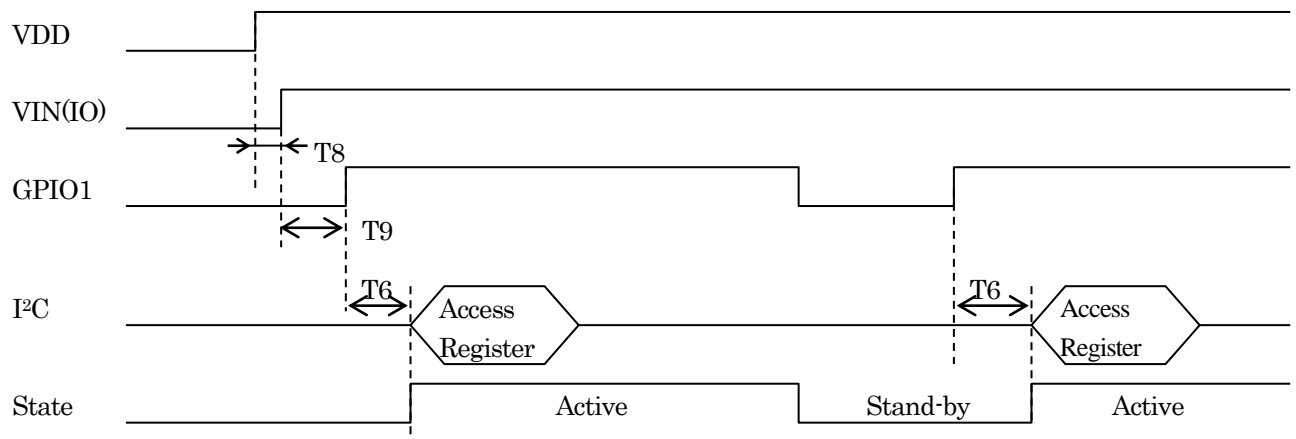 VDD
VIN(IO)
T8
GPIO1
T9
T6
T6
I²C
Access
Register
Access
Register
State
Active
Stand-by
Active